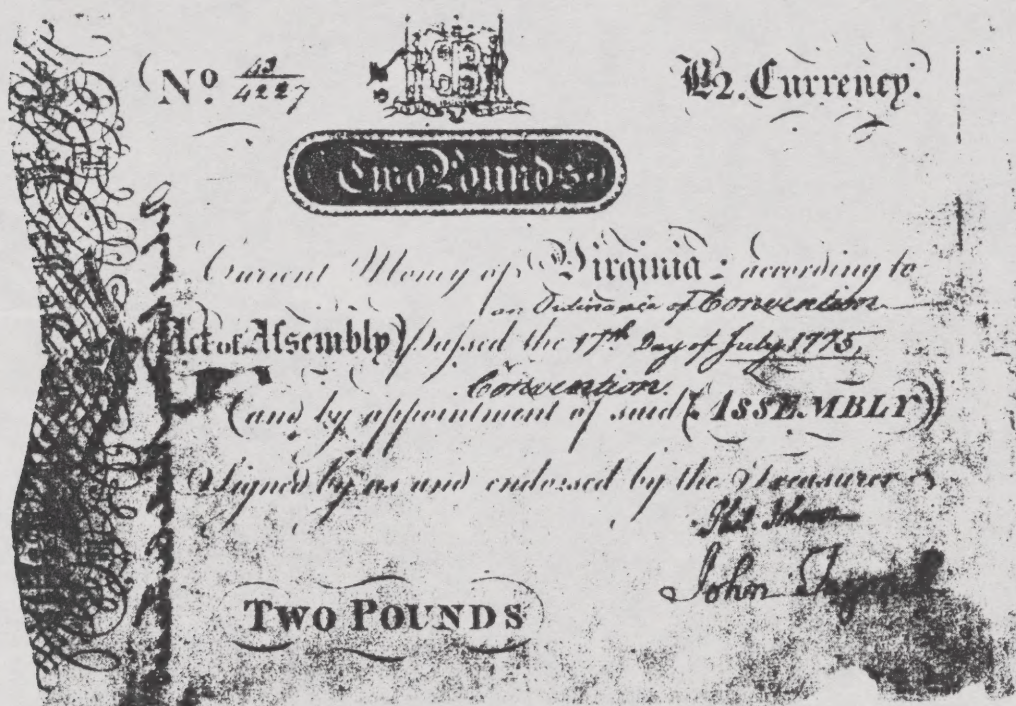 No. 43
4227
£2. Currency.
Two Pounds
Current Money of Virginia: according to
an Ordinance of Convention
Act of Assembly passed the 17th Day of July 1775,
Convention
and by appointment of said ASSEMBLY
Signed by us and endorsed by the Treasurer
John
TWO POUNDS